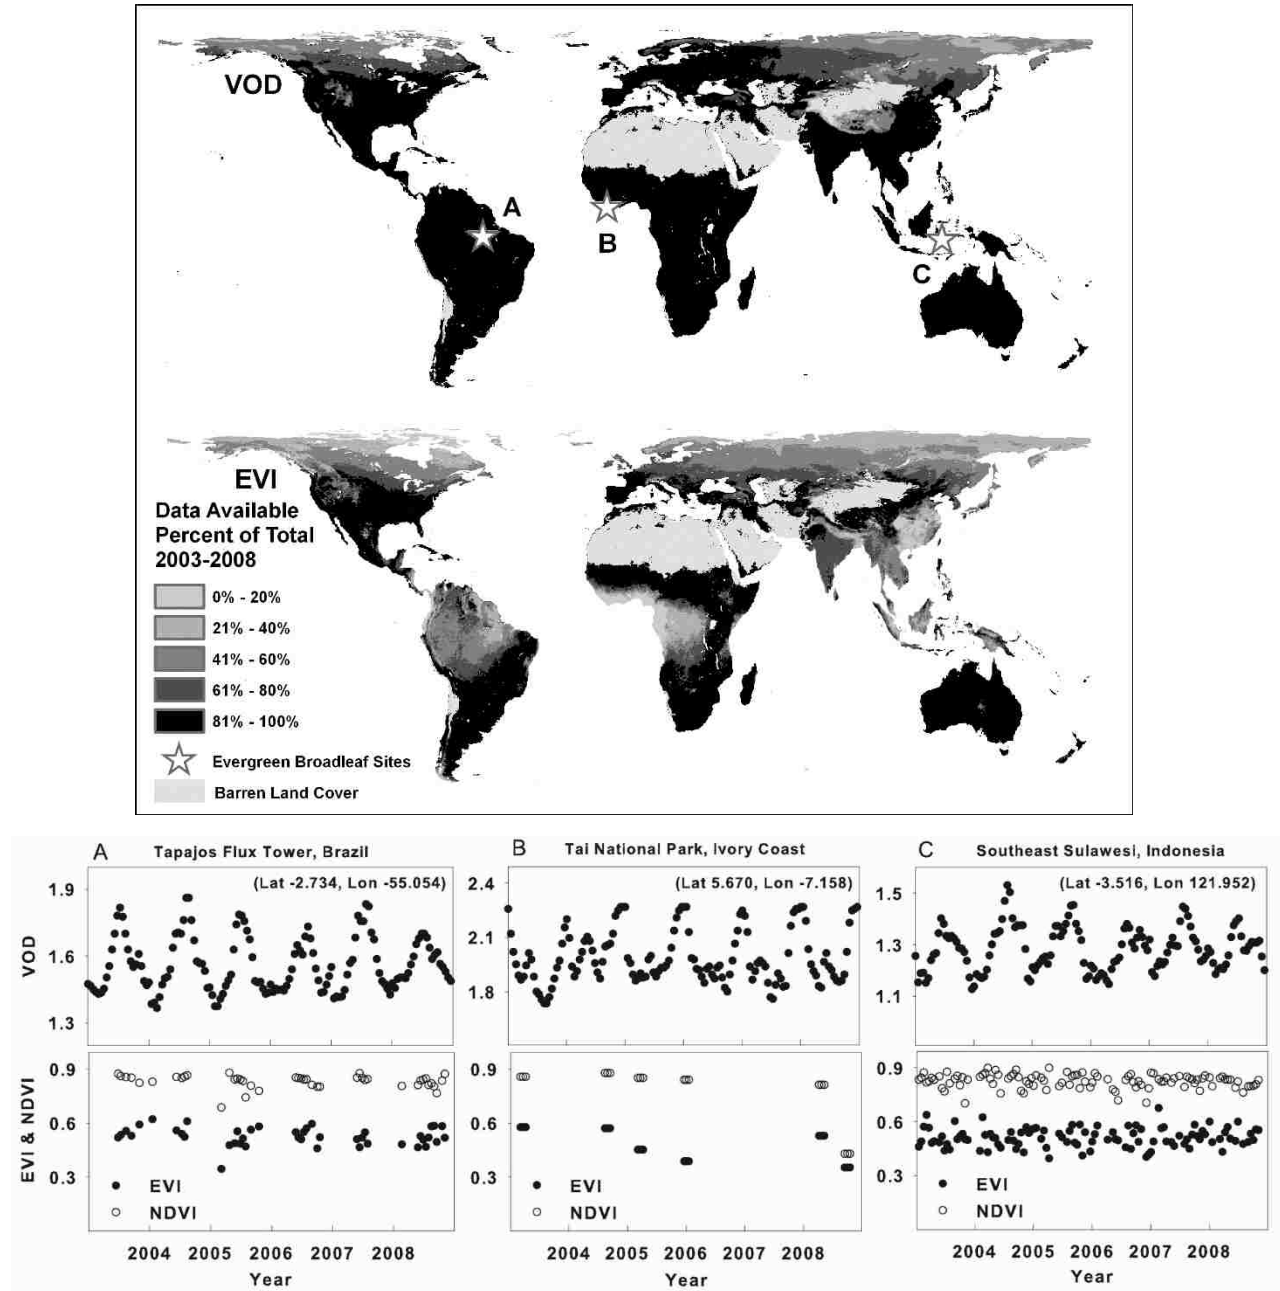 VOD
A
B
C
EVI
Data Available
Percent of Total
2003-2008
0% - 20%
21% - 40%
41% - 60%
61% - 80%
81% - 100%
Evergreen Broadleaf Sites
Barren Land Cover
A Tapajos Flux Tower, Brazil
(Lat -2.734, Lon -55.054)
VOD
1.9
1.6
1.3
EVI & NDVI
0.9
0.6
0.3
EVI
NDVI
2004 2005 2006 2007 2008
Year
B Tai National Park, Ivory Coast
(Lat 5.670, Lon -7.158)
2.4
2.1
1.8
0.9
0.6
0.3
EVI
NDVI
2004 2005 2006 2007 2008
Year
C Southeast Sulawesi, Indonesia
(Lat -3.516, Lon 121.952)
1.5
1.3
1.1
0.9
0.6
0.3
EVI
NDVI
2004 2005 2006 2007 2008
Year